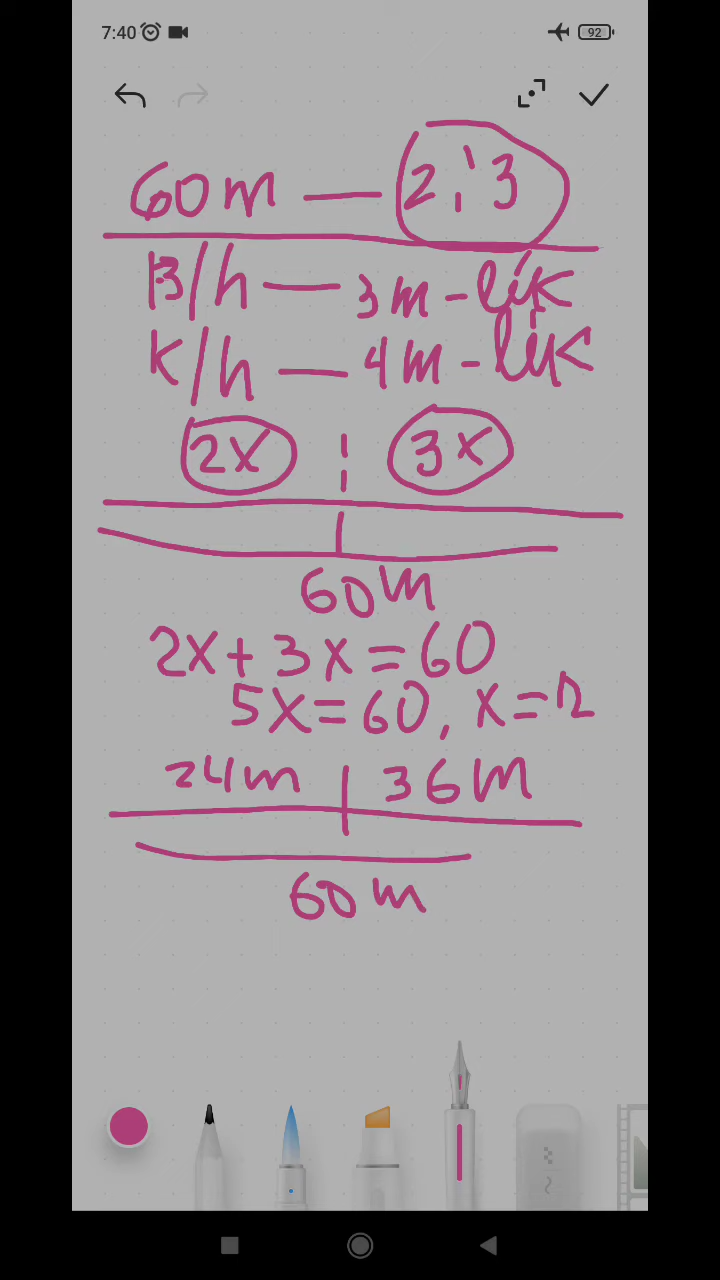 7:40 92
60m — 2:3
B/h — 3m-lik
K/h — 4m-lik
2x : 3x
60m
2x+3x=60
5x=60, x=12
24m | 36m
60m